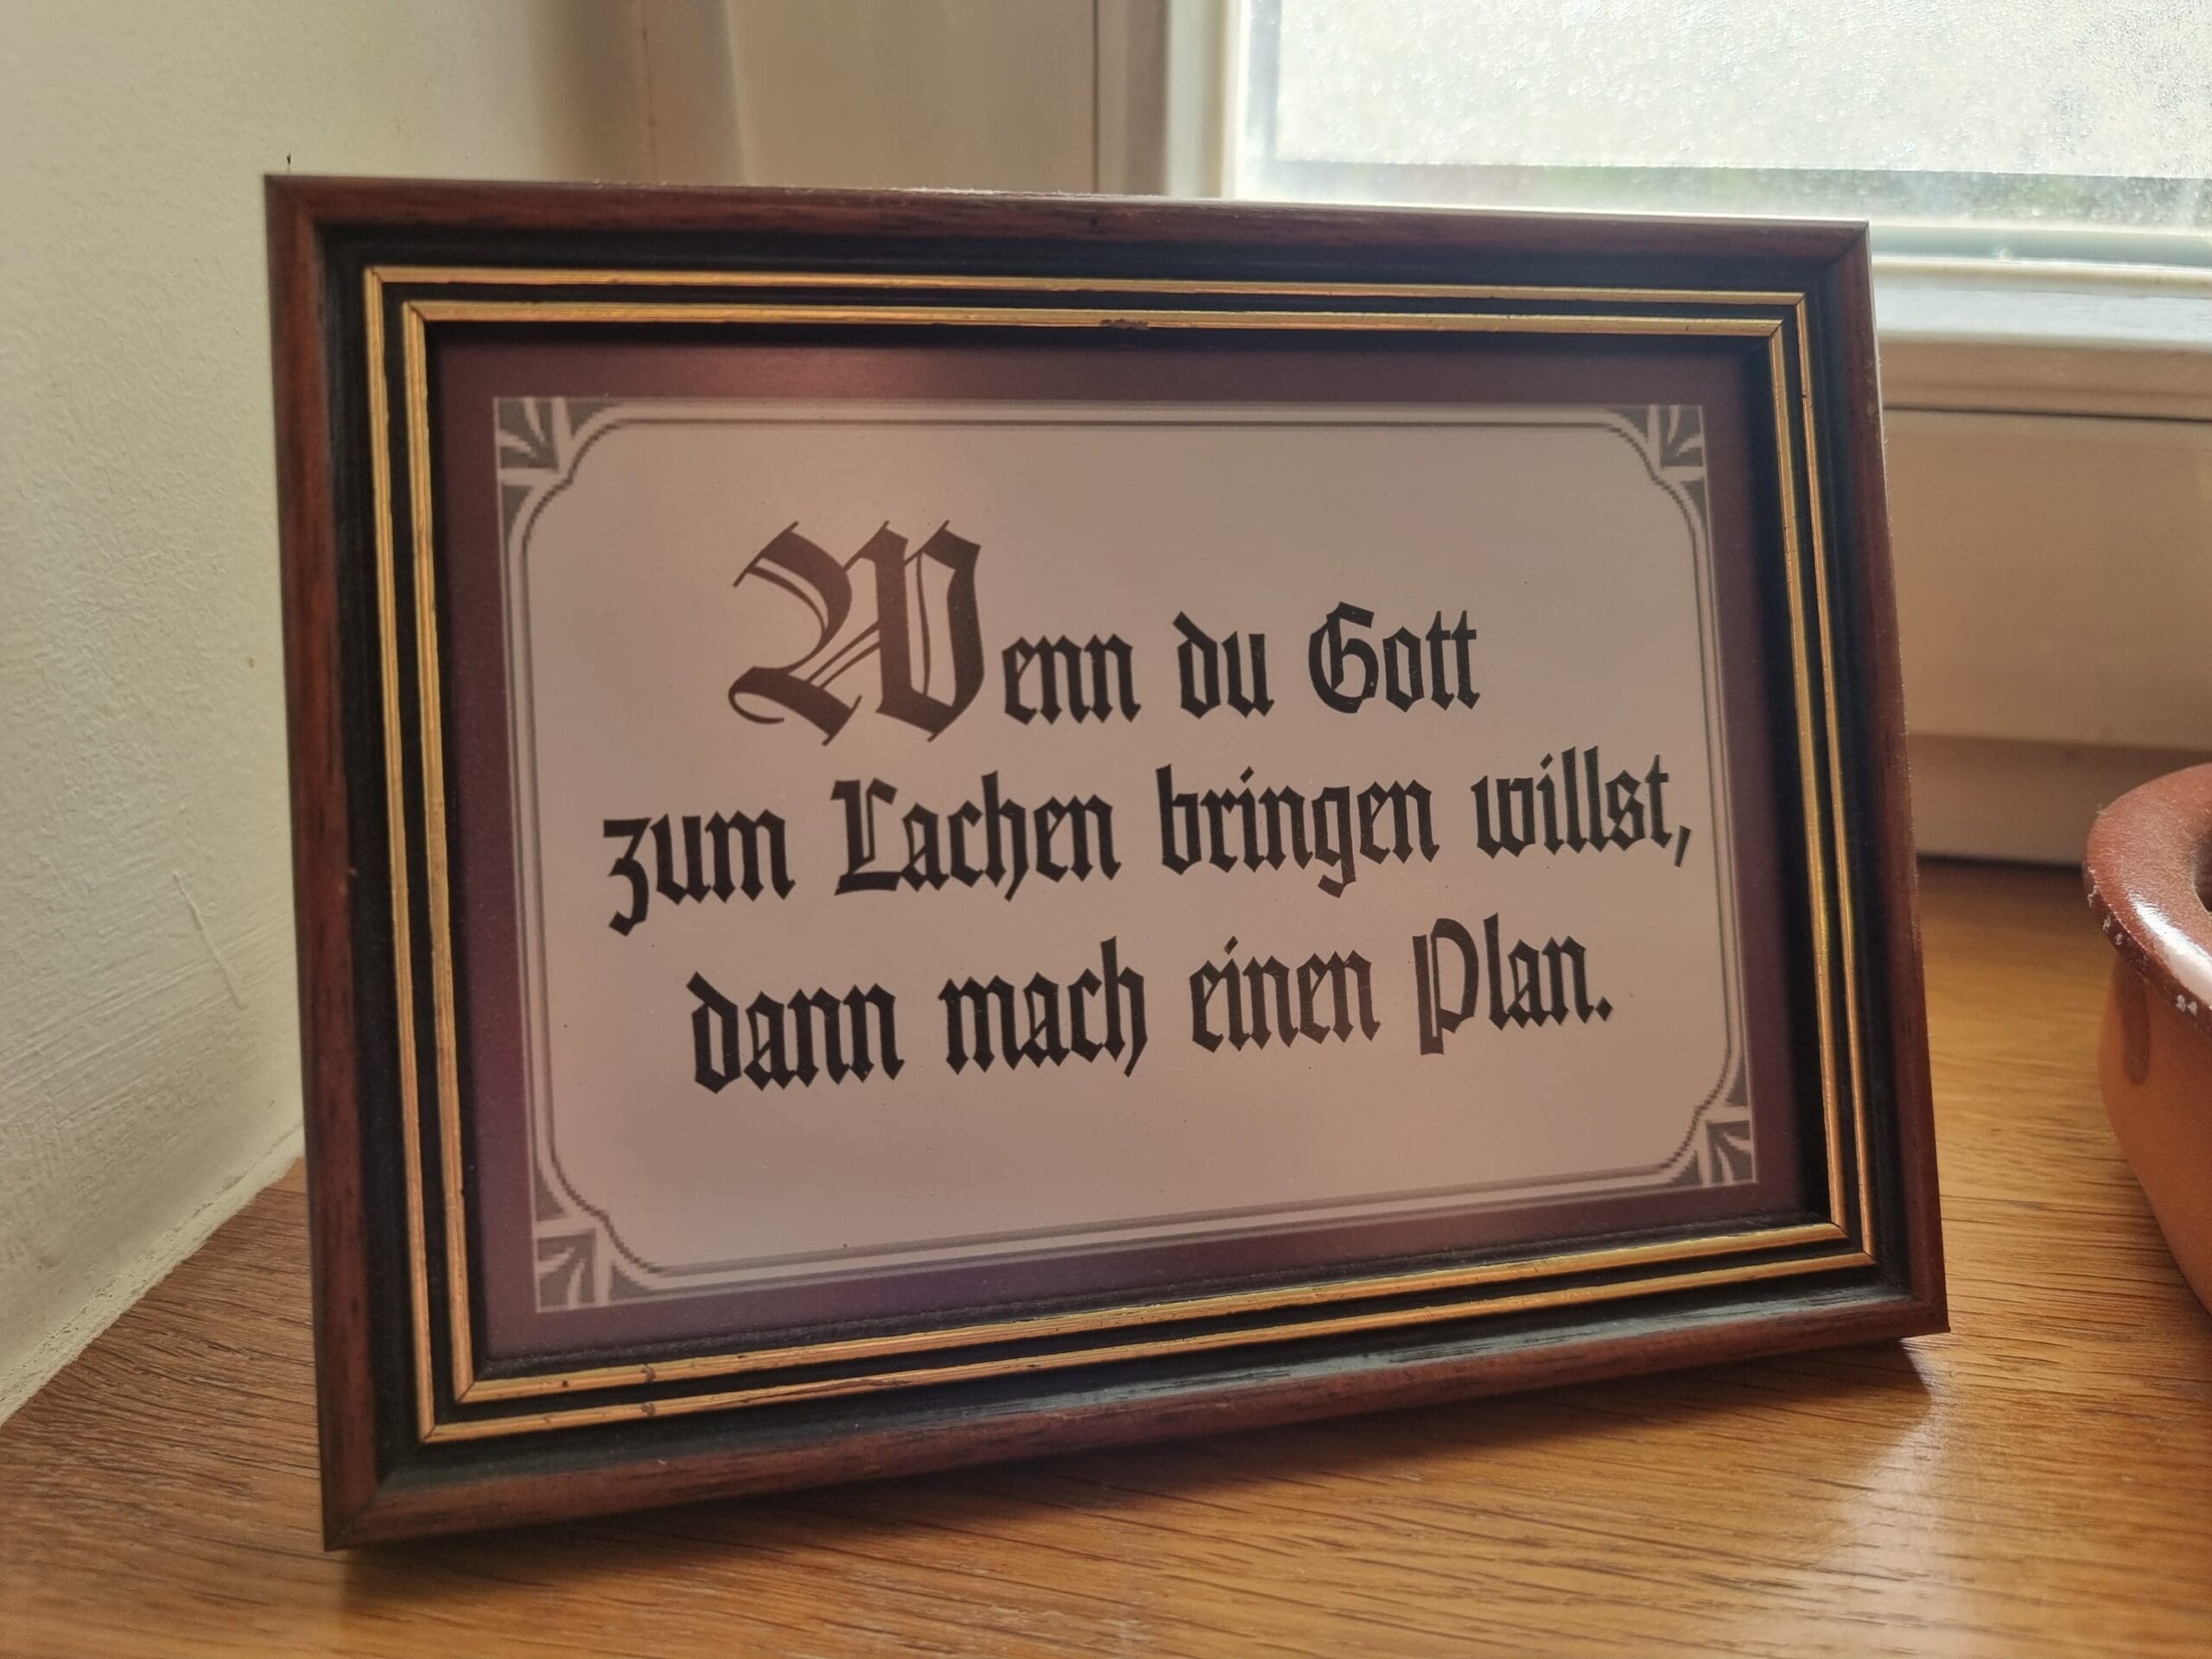 Wenn du Gott
zum Lachen bringen willst,
dann mach einen Plan.